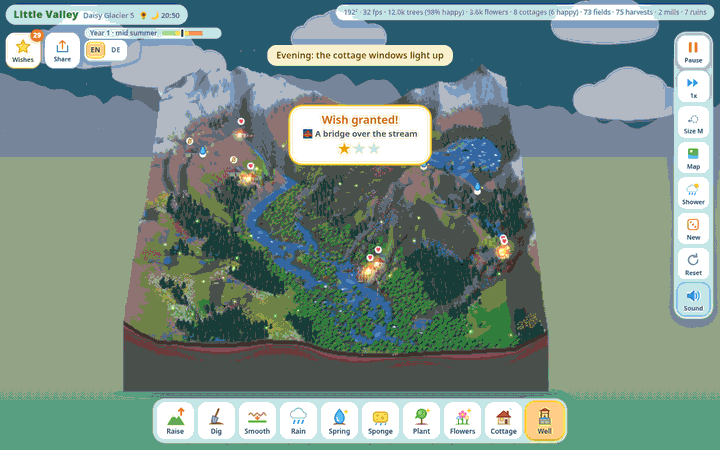 Little Valley Daisy Glacier 5 20:50
192² · 32 fps · 12.0k trees (98% happy) · 3.6k flowers · 8 cottages (6 happy) · 73 fields · 75 harvests · 2 mills · 7 ruins
Year 1 · mid summer
29
Wishes
Share
EN DE
Evening: the cottage windows light up
Wish granted!
A bridge over the stream
Pause
1x
Size M
Map
Shower
New
Reset
Sound
Raise
Dig
Smooth
Rain
Spring
Sponge
Plant
Flowers
Cottage
Well